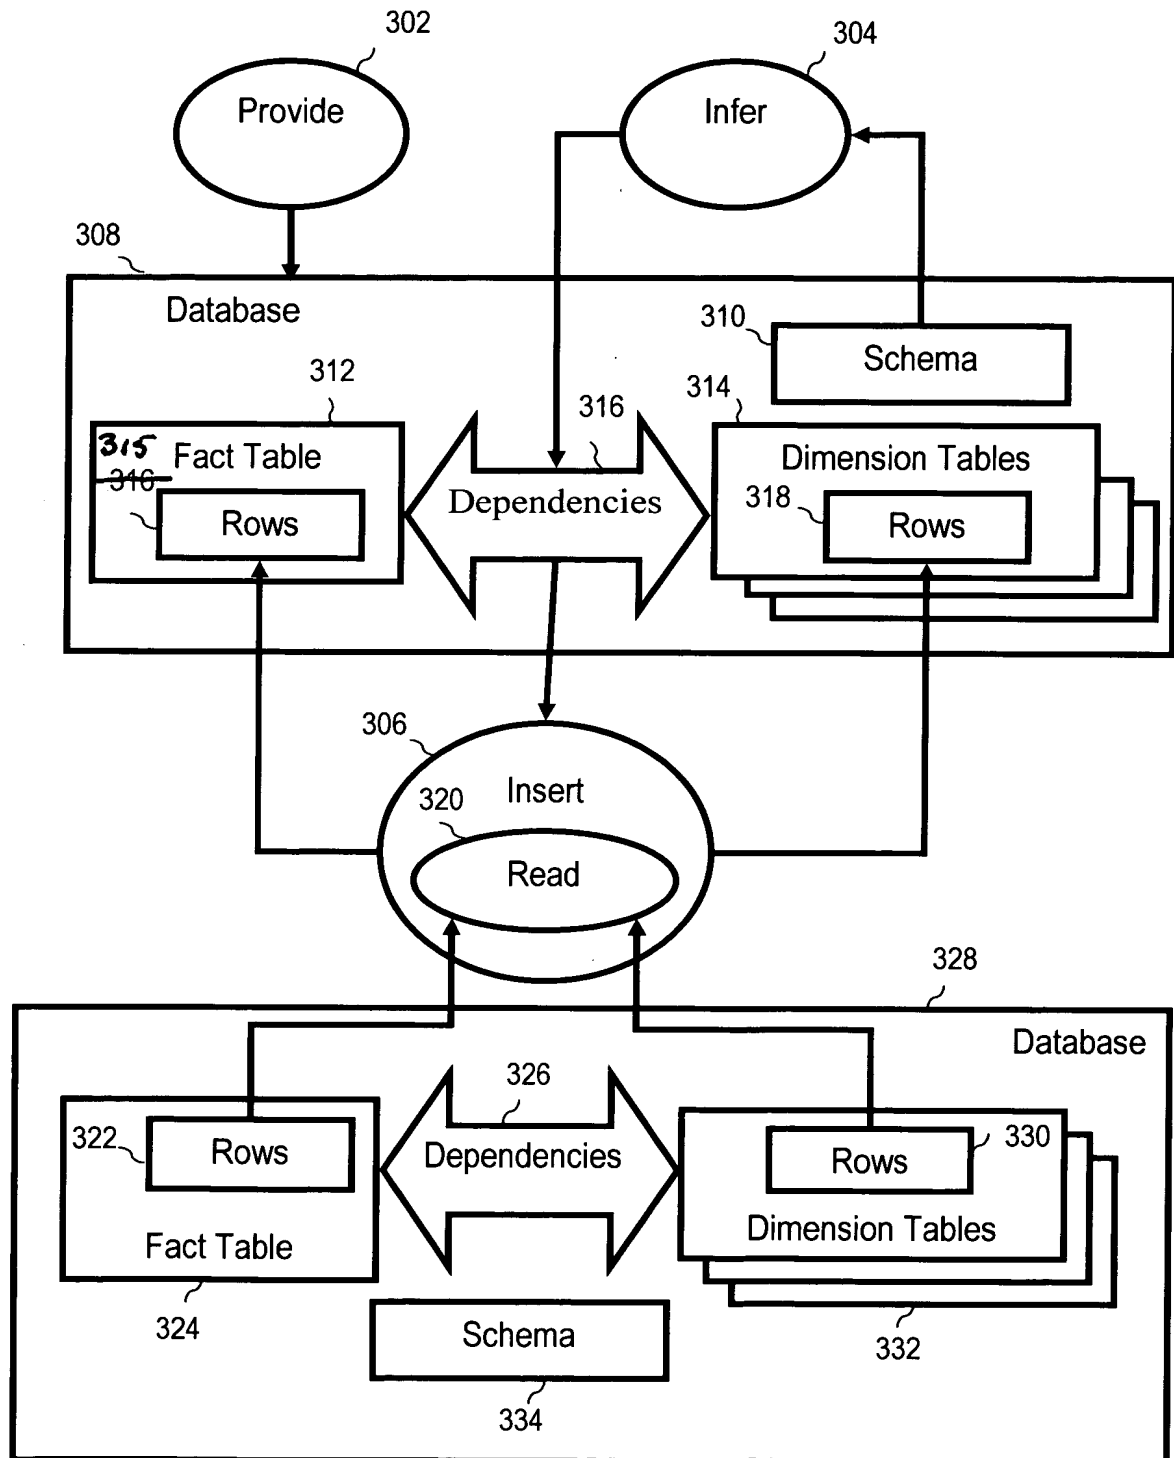 302
304
Provide
Infer
308
Database
310
Schema
312
314
316
315
Fact Table
316
Rows
Dependencies
Dimension Tables
318
Rows
306
Insert
320
Read
328
Database
326
322
Rows
Dependencies
Rows
330
Fact Table
Dimension Tables
324
Schema
332
334